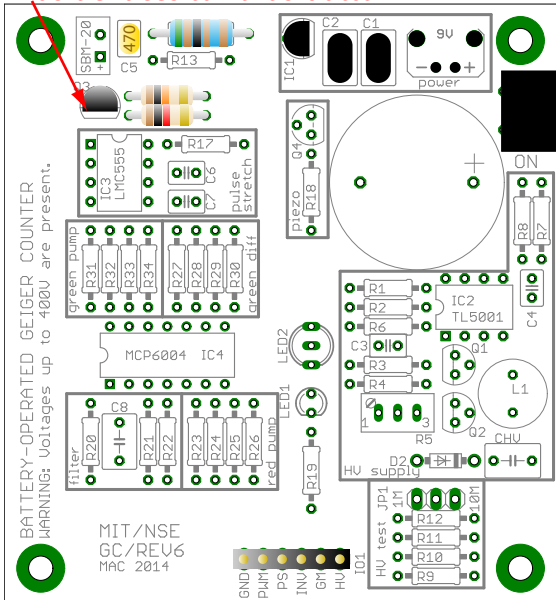 SBM-20
+
470
C5
R13
C2
C1
IC1
9V
- +
power
ON
Q4
R18
piezo
+
IC3
LMC555
R17
C6
C7
pulse
stretch
BATTERY-OPERATED GEIGER COUNTER
WARNING: Voltages up to 400V are present.
green pump
R31
R32
R33
R34
R27
R28
R29
R30
green diff
MCP6004 IC4
LED2
LED1
R8
R7
C4
R1
R2
R6
C3
R3
R4
IC2
TL5001
Q1
Q2
L1
1
3
R5
D2
CHV
HV supply
filter
R20
C8
R21
R22
R23
R24
R25
R26
red pump
R19
JP1
1M
10M
HV test
R12
R11
R10
R9
MIT/NSE
GC/REV6
MAC 2014
IO1
GND
PWM
PS
INV
GM
HV